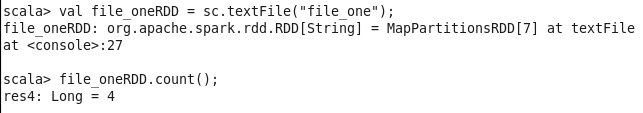 scala> val file_oneRDD = sc.textFile("file_one");
file_oneRDD: org.apache.spark.rdd.RDD[String] = MapPartitionsRDD[7] at textFile
at <console>:27
scala> file_oneRDD.count();
res4: Long = 4